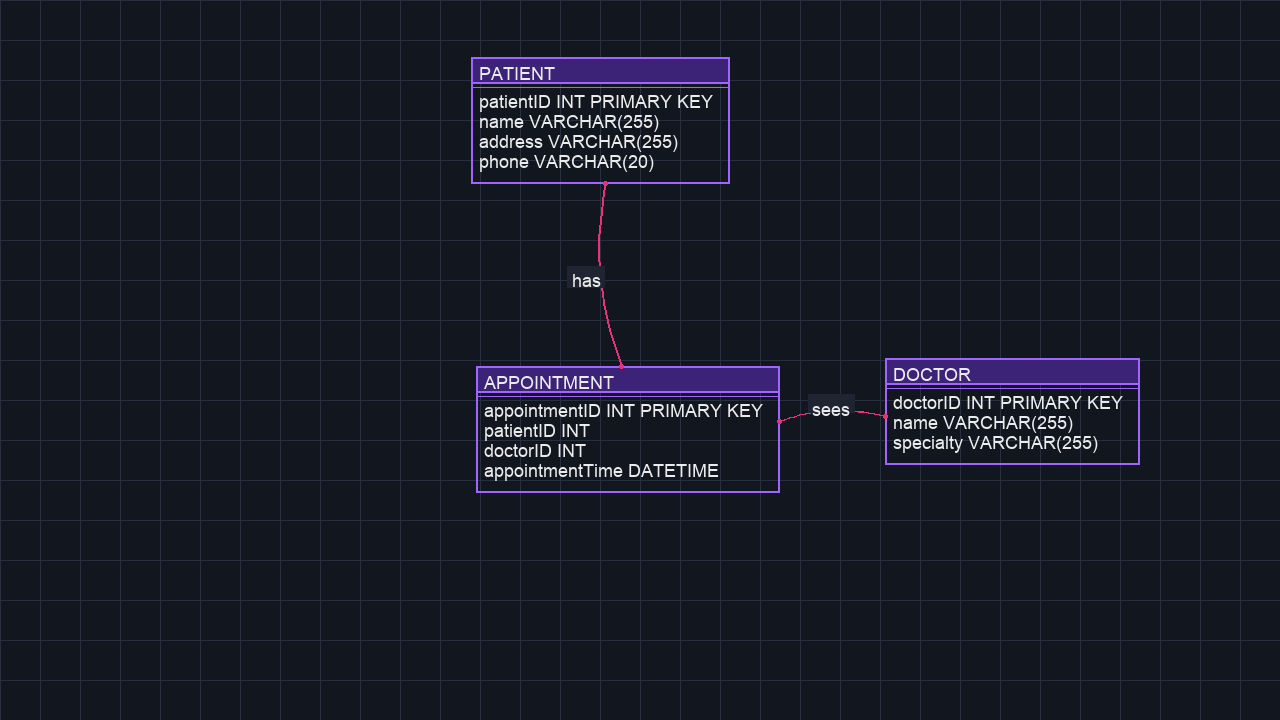 PATIENT
patientID INT PRIMARY KEY
name VARCHAR(255)
address VARCHAR(255)
phone VARCHAR(20)
has
APPOINTMENT
appointmentID INT PRIMARY KEY
patientID INT
doctorID INT
appointmentTime DATETIME
sees
DOCTOR
doctorID INT PRIMARY KEY
name VARCHAR(255)
specialty VARCHAR(255)